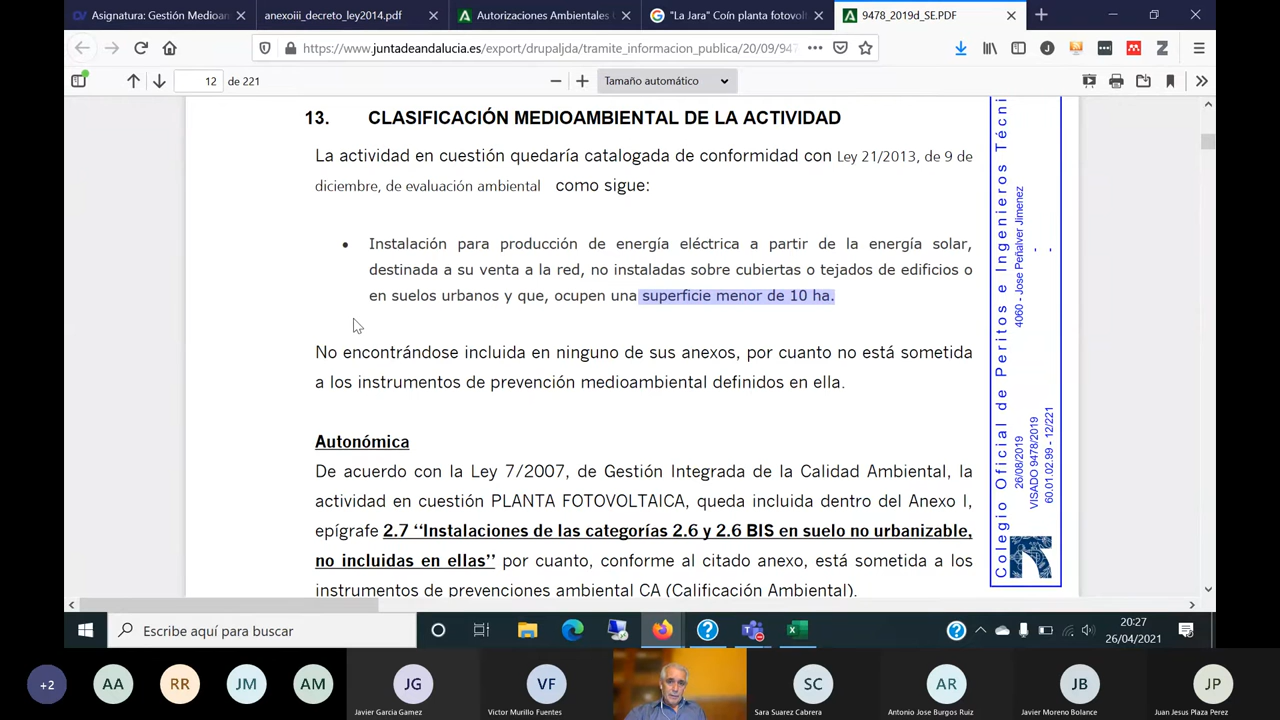 Asignatura: Gestión Medioan
anexoiii_decreto_ley2014.pdf
Autorizaciones Ambientales U
"La Jara" Coín planta fotovolt
9478_2019d_SE.PDF
https://www.juntadeandalucia.es/export/drupaljda/tramite_informacion_publica/20/09/947
12 de 221
Tamaño automático
13. CLASIFICACIÓN MEDIOAMBIENTAL DE LA ACTIVIDAD
La actividad en cuestión quedaría catalogada de conformidad con Ley 21/2013, de 9 de
diciembre, de evaluación ambiental como sigue:
• Instalación para producción de energía eléctrica a partir de la energía solar,
destinada a su venta a la red, no instaladas sobre cubiertas o tejados de edificios o
en suelos urbanos y que, ocupen una superficie menor de 10 ha.
No encontrándose incluida en ninguno de sus anexos, por cuanto no está sometida
a los instrumentos de prevención medioambiental definidos en ella.
Autonómica
De acuerdo con la Ley 7/2007, de Gestión Integrada de la Calidad Ambiental, la
actividad en cuestión PLANTA FOTOVOLTAICA, queda incluida dentro del Anexo I,
epígrafe 2.7 "Instalaciones de las categorías 2.6 y 2.6 BIS en suelo no urbanizable,
no incluidas en ellas" por cuanto, conforme al citado anexo, está sometida a los
instrumentos de prevenciones ambiental CA (Calificación Ambiental).
Colegio Oficial de Peritos e Ingenieros Técni
4060 - Jose Peñalver Jimenez
26/08/2019
VISADO 9478/2019
60.01.02.99 - 12/221
Escribe aquí para buscar
20:27
26/04/2021
+2
AA
RR
JM
AM
JG
Javier Garcia Gamez
VF
Victor Murillo Fuentes
SC
Sara Suarez Cabrera
AR
Antonio Jose Burgos Ruiz
JB
Javier Moreno Bolance
JP
Juan Jesus Plaza Perez